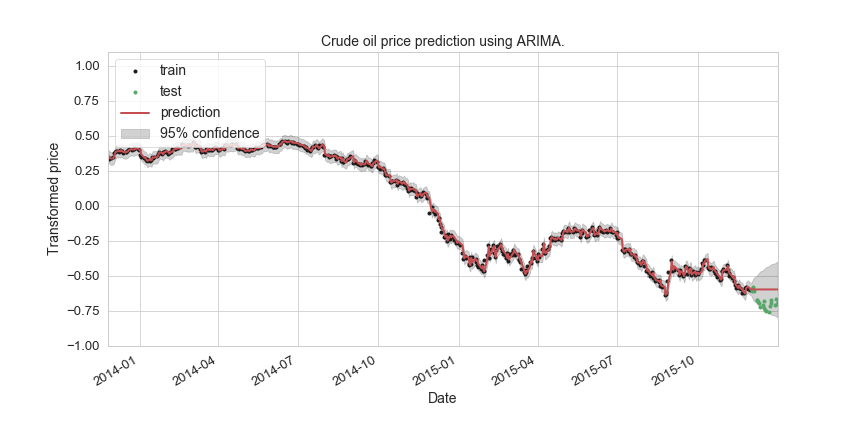 Crude oil price prediction using ARIMA.
1.00
0.75
0.50
0.25
0.00
−0.25
−0.50
−0.75
−1.00
Transformed price
train
test
prediction
95% confidence
2014-01
2014-04
2014-07
2014-10
2015-01
2015-04
2015-07
2015-10
Date